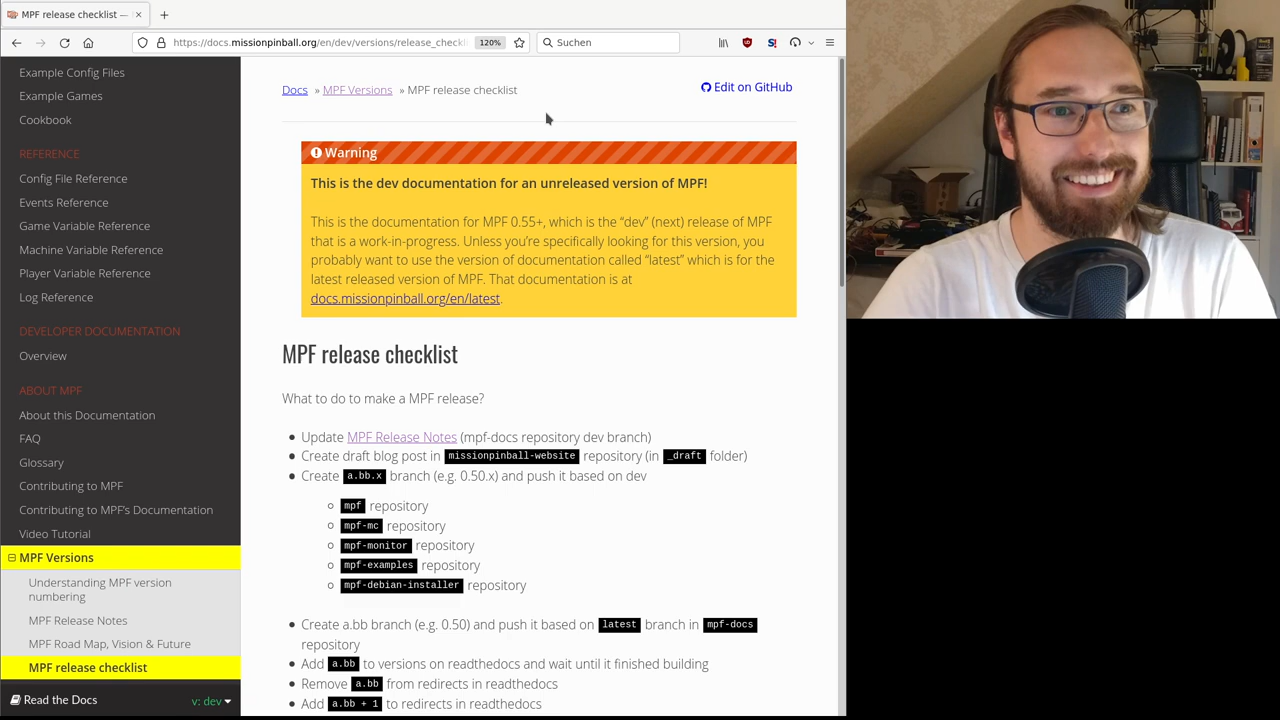 MPF release checklist —
https://docs.missionpinball.org/en/dev/versions/release_checkli
120%
Suchen
Example Config Files
Example Games
Cookbook
REFERENCE
Config File Reference
Events Reference
Game Variable Reference
Machine Variable Reference
Player Variable Reference
Log Reference
DEVELOPER DOCUMENTATION
Overview
ABOUT MPF
About this Documentation
FAQ
Glossary
Contributing to MPF
Contributing to MPF's Documentation
Video Tutorial
MPF Versions
Understanding MPF version
numbering
MPF Release Notes
MPF Road Map, Vision & Future
MPF release checklist
Read the Docs
v: dev
Docs » MPF Versions » MPF release checklist
Edit on GitHub
Warning
This is the dev documentation for an unreleased version of MPF!
This is the documentation for MPF 0.55+, which is the “dev” (next) release of MPF
that is a work-in-progress. Unless you’re specifically looking for this version, you
probably want to use the version of documentation called “latest” which is for the
latest released version of MPF. That documentation is at
docs.missionpinball.org/en/latest.
MPF release checklist
What to do to make a MPF release?
Update MPF Release Notes (mpf-docs repository dev branch)
Create draft blog post in missionpinball-website repository (in _draft folder)
Create a.bb.x branch (e.g. 0.50.x) and push it based on dev
mpf repository
mpf-mc repository
mpf-monitor repository
mpf-examples repository
mpf-debian-installer repository
Create a.bb branch (e.g. 0.50) and push it based on latest branch in mpf-docs
repository
Add a.bb to versions on readthedocs and wait until it finished building
Remove a.bb from redirects in readthedocs
Add a.bb + 1 to redirects in readthedocs